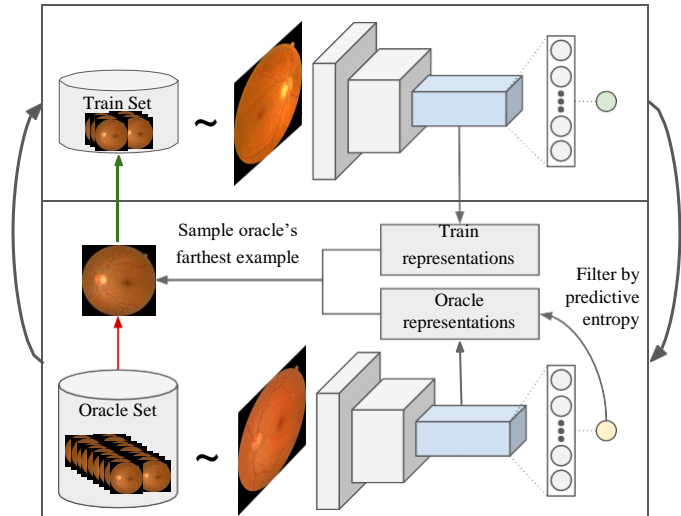 Train Set
~
Train
representations
Sample oracle's
farthest example
Oracle
representations
Filter by
predictive
entropy
Oracle Set
~